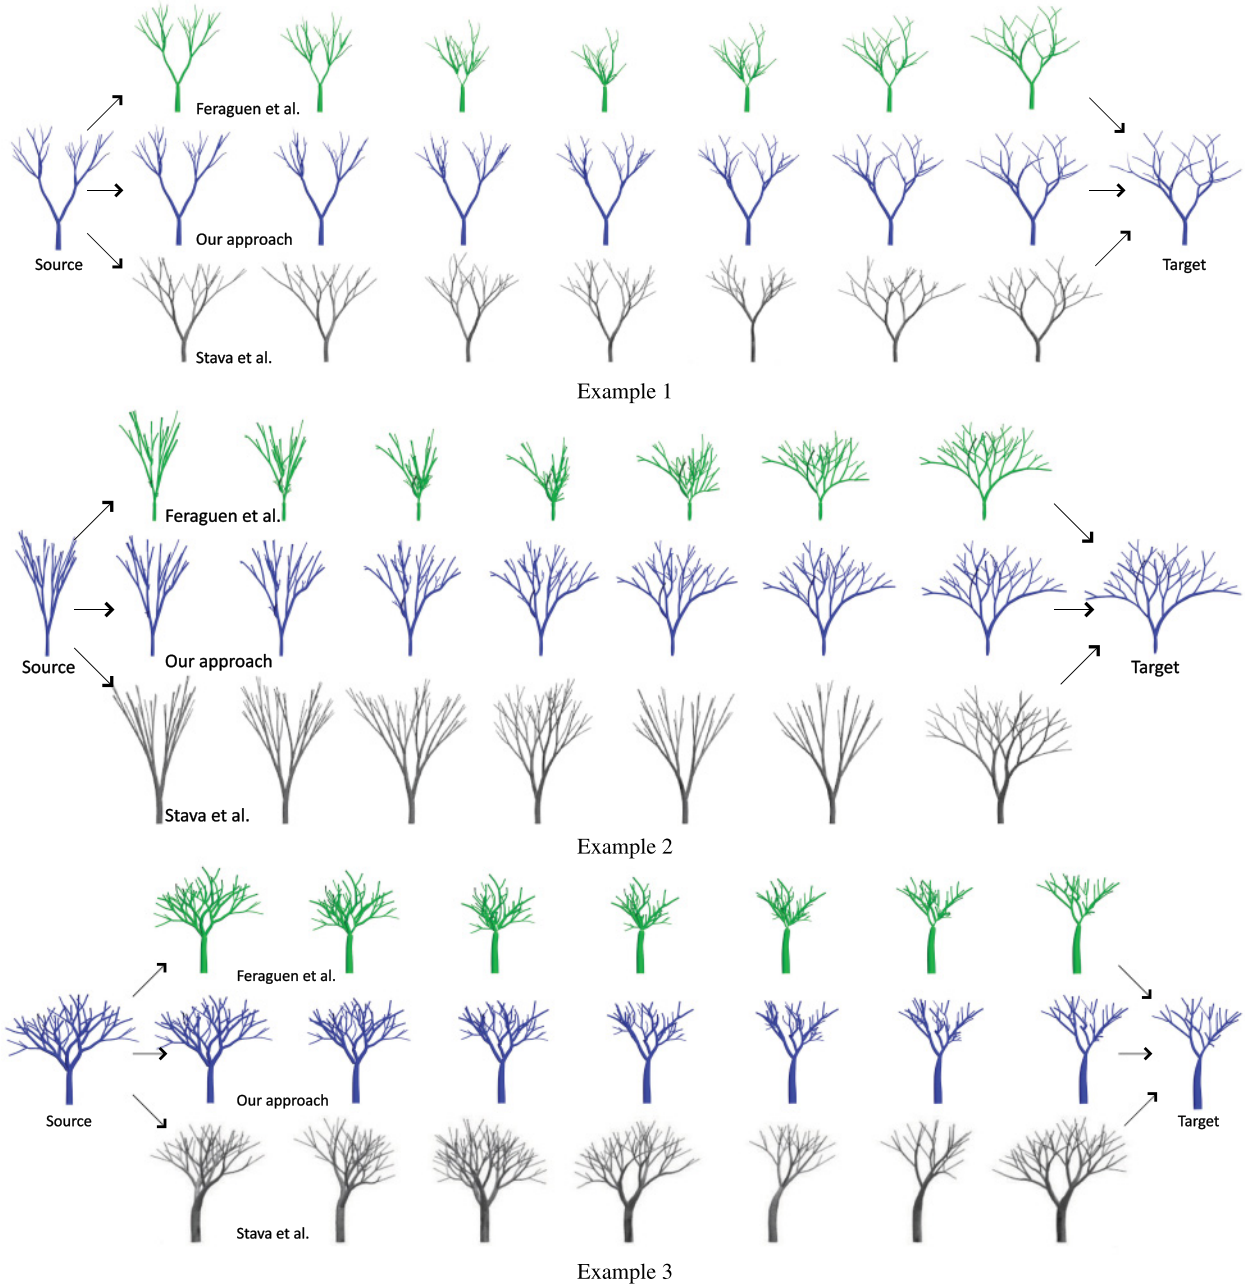 Feraguen et al.
Our approach
Source
Target
Stava et al.
Example 1
Feraguen et al.
Our approach
Source
Target
Stava et al.
Example 2
Feraguen et al.
Our approach
Source
Target
Stava et al.
Example 3